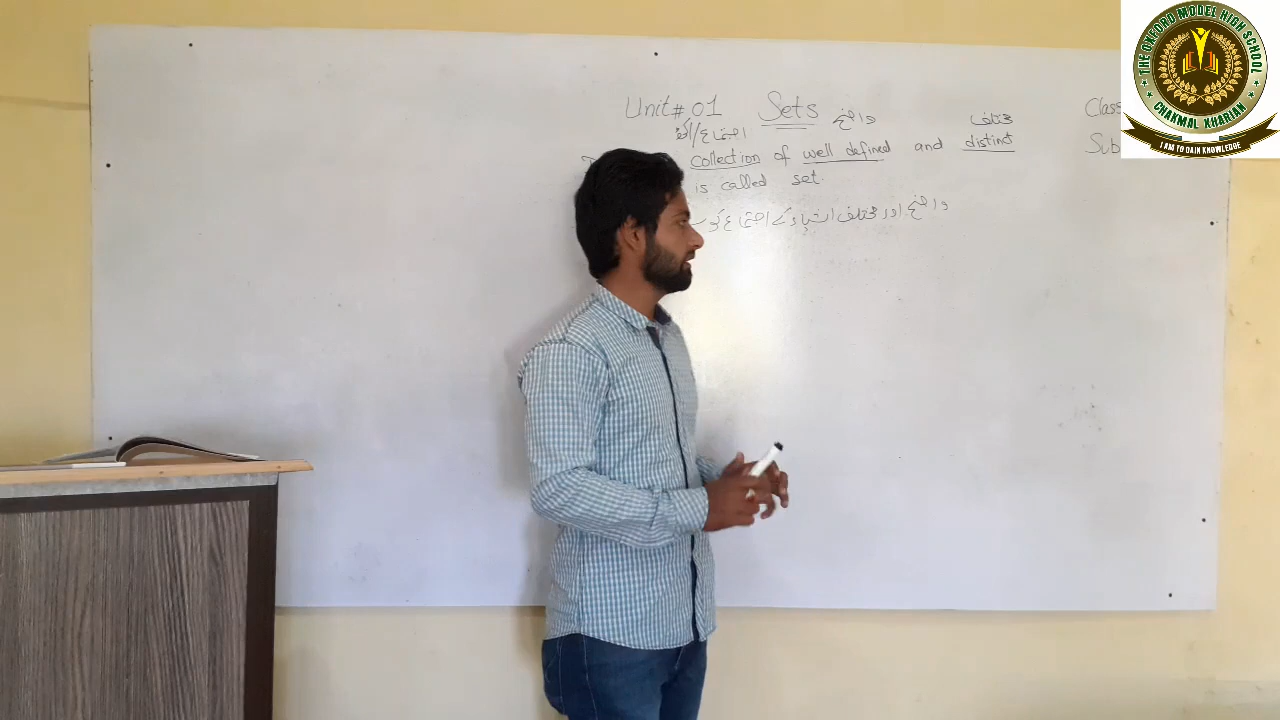 Unit#.01 Sets واضح مختلف Class
اجتماع/اکٹھ Sub
collection of well defined and distinct
is called set.
واضح اور مختلف اشیاء کے اجتماع کو
THE OXFORD MODEL HIGH SCHOOL
CHAKMAL KHARIAN
I AM TO GAIN KNOWLEDGE